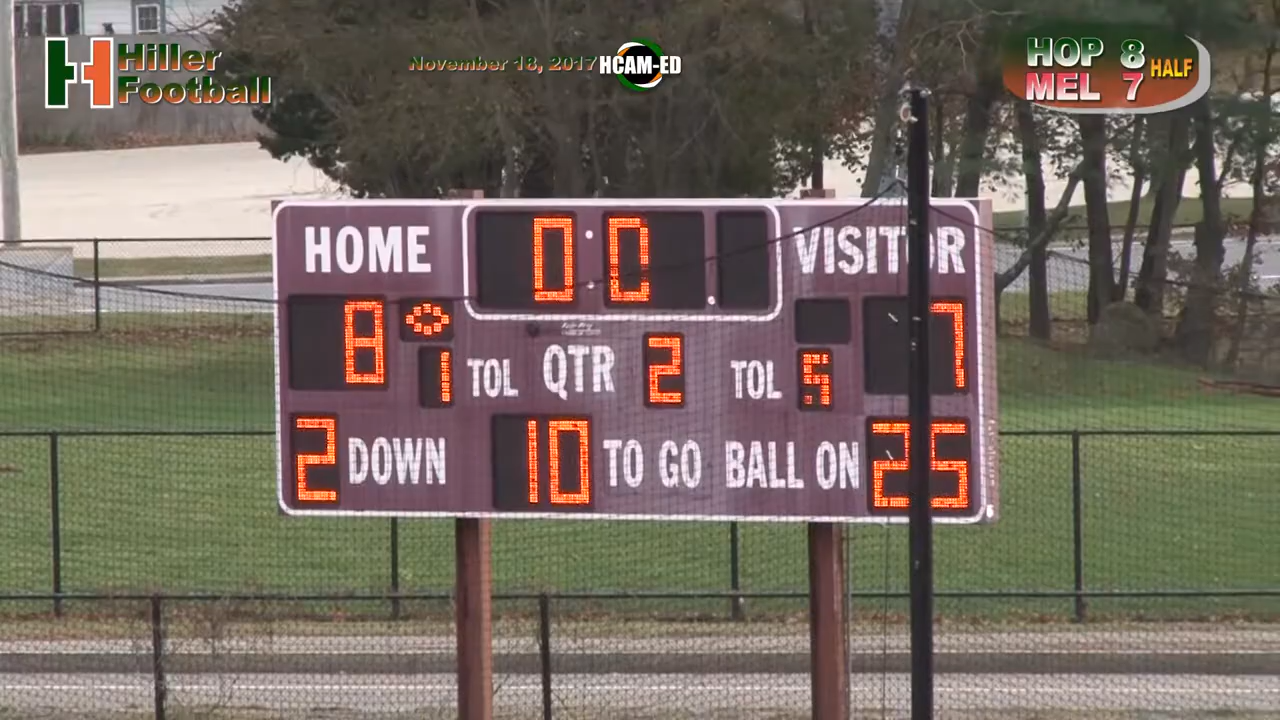 Hiller
Football
November 18, 2017 HCAM-ED
HOP 8
MEL 7
HALF
HOME 0:0 VISITOR
8 7
1 TOL QTR 2 TOL
2 DOWN 10 TO GO BALL ON 25